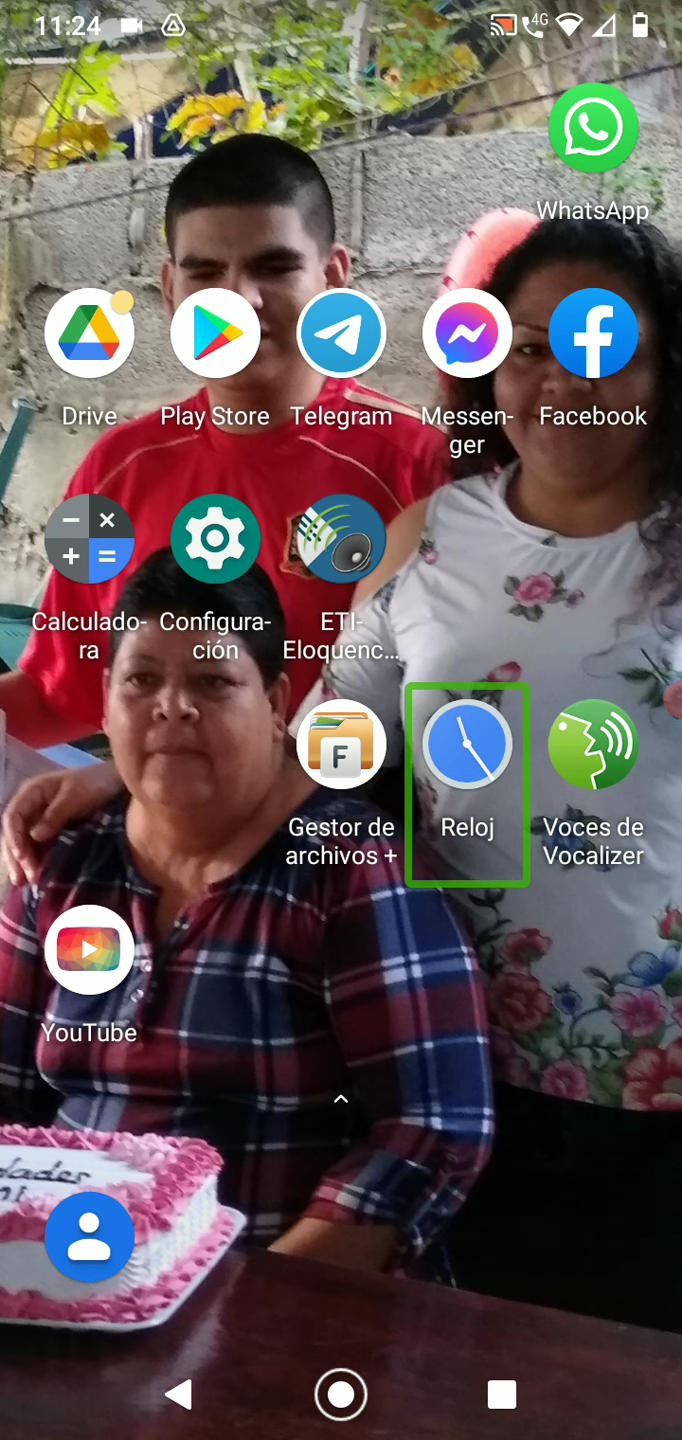 11:24
4G
WhatsApp
Drive
Play Store
Telegram
Messen-
ger
Facebook
Calculado-
ra
Configura-
ción
ETI-
Eloquenc...
F
Gestor de
archivos +
Reloj
Voces de
Vocalizer
YouTube
dades